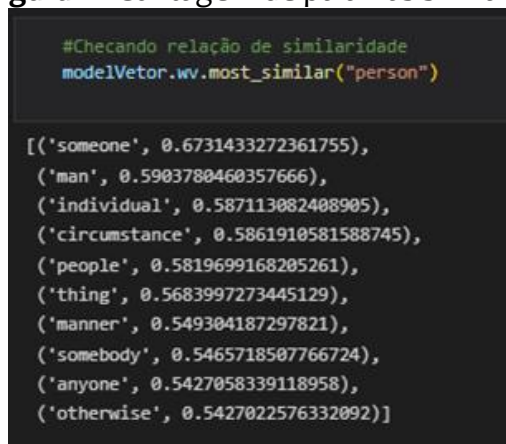 #Checando relação de similaridade
modelVetor.wv.most_similar("person")
[('someone', 0.6731433272361755),
('man', 0.5903780460357666),
('individual', 0.587113082408905),
('circumstance', 0.5861910581588745),
('people', 0.5819699168205261),
('thing', 0.5683997273445129),
('manner', 0.549304187297821),
('somebody', 0.5465718507766724),
('anyone', 0.5427058339118958),
('otherwise', 0.5427022576332092)]